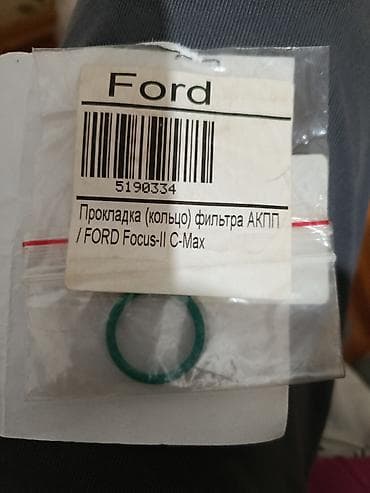 Ford
5190334
Прокладка (кольцо) фильтра АКПП
/ FORD Focus-II C-Max